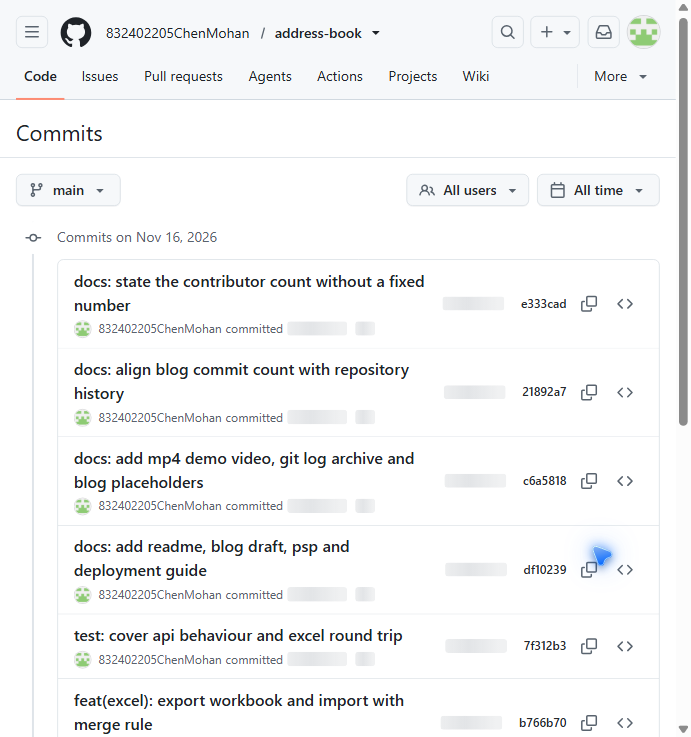 832402205ChenMohan / address-book
Code Issues Pull requests Agents Actions Projects Wiki More
Commits
main All users All time
Commits on Nov 16, 2026
docs: state the contributor count without a fixed
number
e333cad
832402205ChenMohan committed
docs: align blog commit count with repository
history
21892a7
832402205ChenMohan committed
docs: add mp4 demo video, git log archive and
blog placeholders
c6a5818
832402205ChenMohan committed
docs: add readme, blog draft, psp and
deployment guide
df10239
832402205ChenMohan committed
test: cover api behaviour and excel round trip
7f312b3
832402205ChenMohan committed
feat(excel): export workbook and import with
merge rule
b766b70